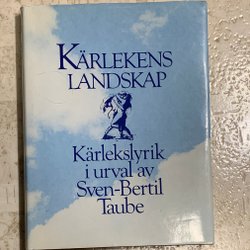 KÄRLEKENS
LANDSKAP
Kärlekslyrik
i urval av
Sven-Bertil
Taube